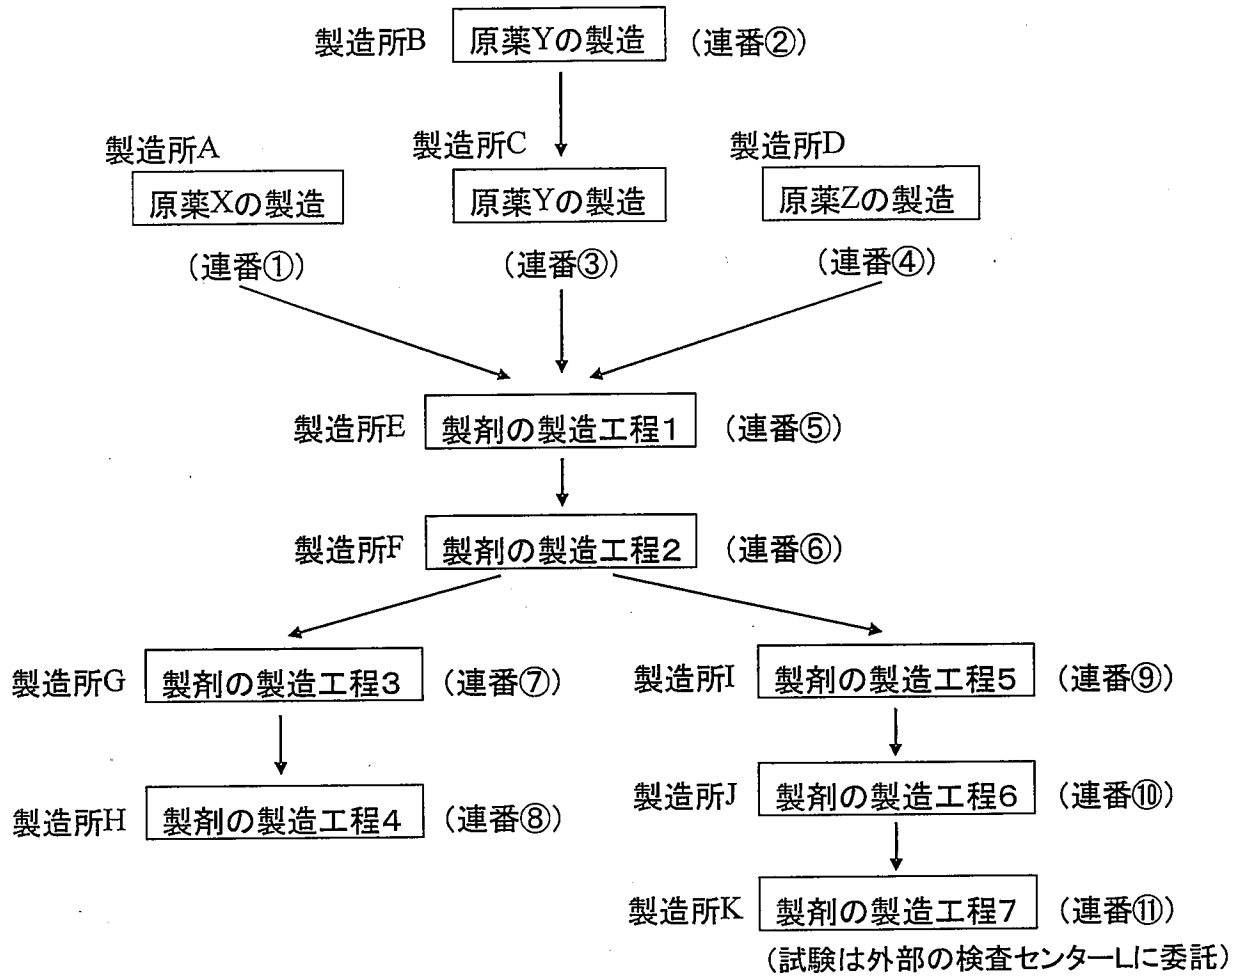 製造所B 原薬Yの製造 (連番②)
製造所A 製造所C 製造所D
原薬Xの製造 原薬Yの製造 原薬Zの製造
(連番①) (連番③) (連番④)
製造所E 製剤の製造工程1 (連番⑤)
製造所F 製剤の製造工程2 (連番⑥)
製造所G 製剤の製造工程3 (連番⑦) 製造所I 製剤の製造工程5 (連番⑨)
製造所H 製剤の製造工程4 (連番⑧) 製造所J 製剤の製造工程6 (連番⑩)
製造所K 製剤の製造工程7 (連番⑪)
(試験は外部の検査センターLに委託)